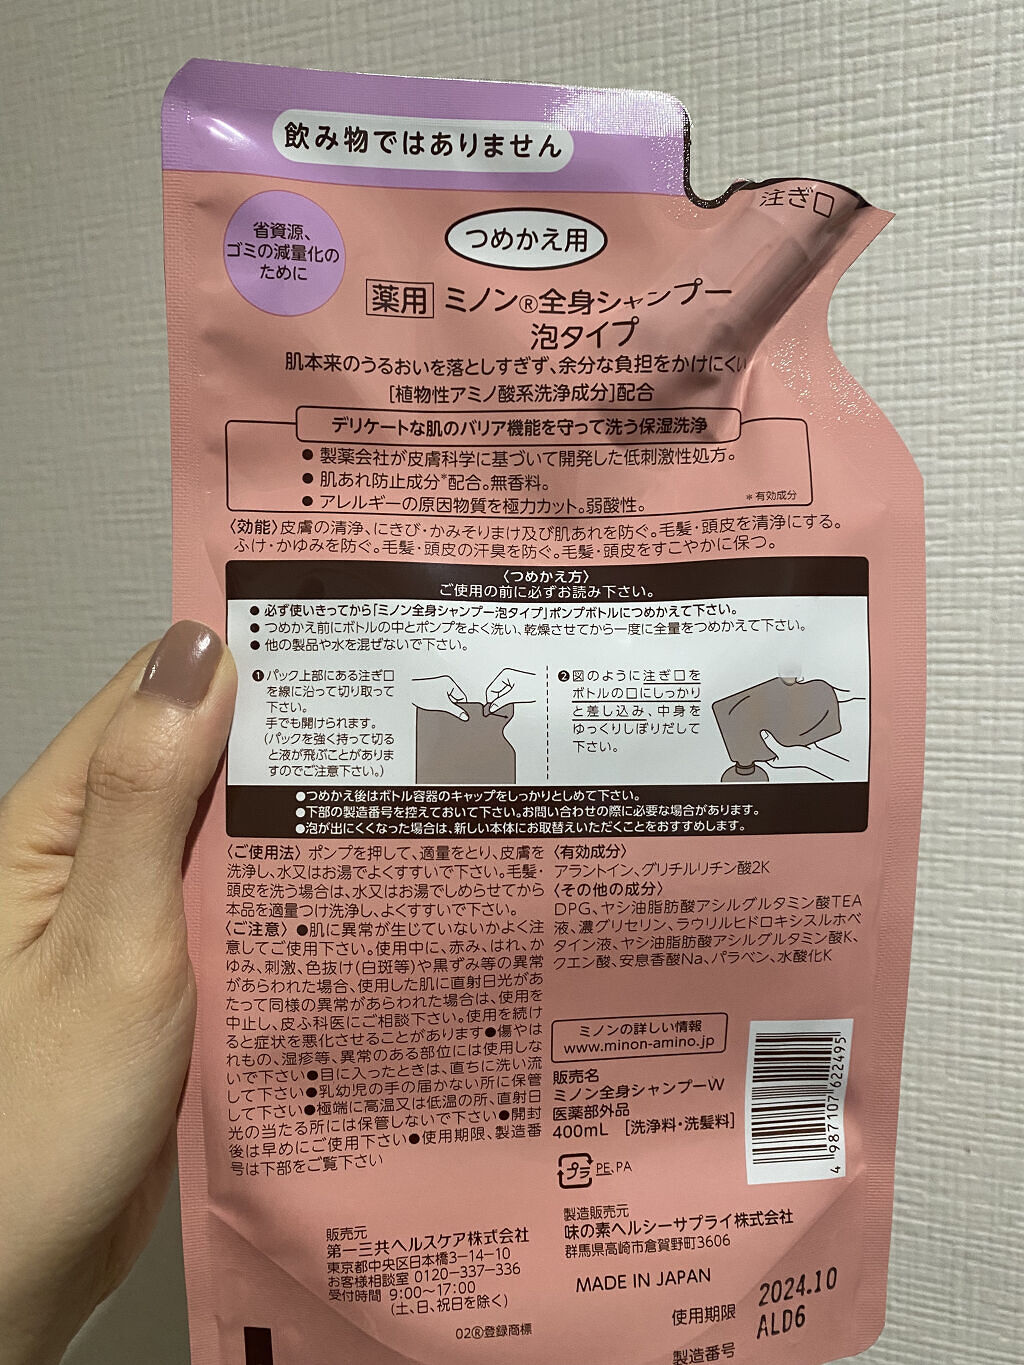 飲み物ではありません
注ぎ口
省資源、
ゴミの減量化の
ために
つめかえ用
薬用 ミノン®全身シャンプー
泡タイプ
肌本来のうるおいを落としすぎず、余分な負担をかけにくい
[植物性アミノ酸系洗浄成分]配合
デリケートな肌のバリア機能を守って洗う保湿洗浄
● 製薬会社が皮膚科学に基づいて開発した低刺激性処方。
● 肌あれ防止成分*配合。無香料。
● アレルギーの原因物質を極力カット。弱酸性。
*有効成分
〈効能〉皮膚の清浄、にきび・かみそりまけ及び肌あれを防ぐ。毛髪・頭皮を清浄にする。
ふけ・かゆみを防ぐ。毛髪・頭皮の汗臭を防ぐ。毛髪・頭皮をすこやかに保つ。
〈つめかえ方〉
ご使用の前に必ずお読み下さい。
● 必ず使いきってから「ミノン全身シャンプー泡タイプ」ポンプボトルにつめかえて下さい。
● つめかえ前にボトルの中とポンプをよく洗い、乾燥させてから一度に全量をつめかえて下さい。
● 他の製品や水を混ぜないで下さい。
❶パック上部にある注ぎ口
を線に沿って切り取って
下さい。
手でも開けられます。
(パックを強く持って切る
と液が飛ぶことがありま
すのでご注意下さい。)
❷図のように注ぎ口を
ボトルの口にしっかり
と差し込み、中身を
ゆっくりしぼりだして
下さい。
●つめかえ後はボトル容器のキャップをしっかりとしめて下さい。
●下部の製造番号を控えておいて下さい。お問い合わせの際に必要な場合があります。
●泡が出にくくなった場合は、新しい本体にお取替えいただくことをおすすめします。
〈ご使用法〉ポンプを押して、適量をとり、皮膚を
洗浄し、水又はお湯でよくすすいで下さい。毛髪・
頭皮を洗う場合は、水又はお湯でしめらせてから
本品を適量つけ洗浄し、よくすすいで下さい。
〈ご注意〉●肌に異常が生じていないかよく注
意してご使用下さい。使用中に、赤み、はれ、か
ゆみ、刺激、色抜け(白斑等)や黒ずみ等の異常
があらわれた場合、使用した肌に直射日光があ
たって同様の異常があらわれた場合は、使用を
中止し、皮ふ科医にご相談下さい。使用を続け
ると症状を悪化させることがあります●傷やは
れもの、湿疹等、異常のある部位には使用しな
いで下さい●目に入ったときは、直ちに洗い流
して下さい●乳幼児の手の届かない所に保管
して下さい●極端に高温又は低温の所、直射日
光の当たる所には保管しないで下さい●開封
後は早めにご使用下さい●使用期限、製造番
号は下部をご覧下さい
〈有効成分〉
アラントイン、グリチルリチン酸2K
〈その他の成分〉
DPG、ヤシ油脂肪酸アシルグルタミン酸TEA
液、濃グリセリン、ラウリルヒドロキシスルホベ
タイン液、ヤシ油脂肪酸アシルグルタミン酸K、
クエン酸、安息香酸Na、パラベン、水酸化K
ミノンの詳しい情報
www.minon-amino.jp
販売名
ミノン全身シャンプーW
医薬部外品
400mL [洗浄料・洗髪料]
プラ PE、PA
4 987107 622495
販売元
第一三共ヘルスケア株式会社
東京都中央区日本橋3-14-10
お客様相談室 0120-337-336
受付時間 9:00~17:00
(土、日、祝日を除く)
製造販売元
味の素ヘルシーサプライ株式会社
群馬県高崎市倉賀野町3606
MADE IN JAPAN
02®登録商標
使用期限 2024.10
製造番号 ALD6